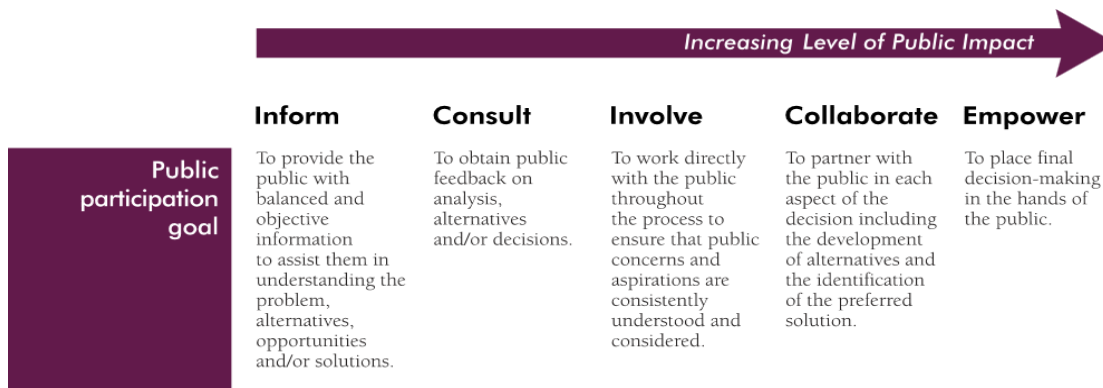 Increasing Level of Public Impact
Inform
Consult
Involve
Collaborate
Empower
Public
participation
goal
To provide the
public with
balanced and
objective
information
to assist them in
understanding the
problem,
alternatives,
opportunities
and/or solutions.
To obtain public
feedback on
analysis,
alternatives
and/or decisions.
To work directly
with the public
throughout
the process to
ensure that public
concerns and
aspirations are
consistently
understood and
considered.
To partner with
the public in each
aspect of the
decision including
the development
of alternatives and
the identification
of the preferred
solution.
To place final
decision-making
in the hands of
the public.